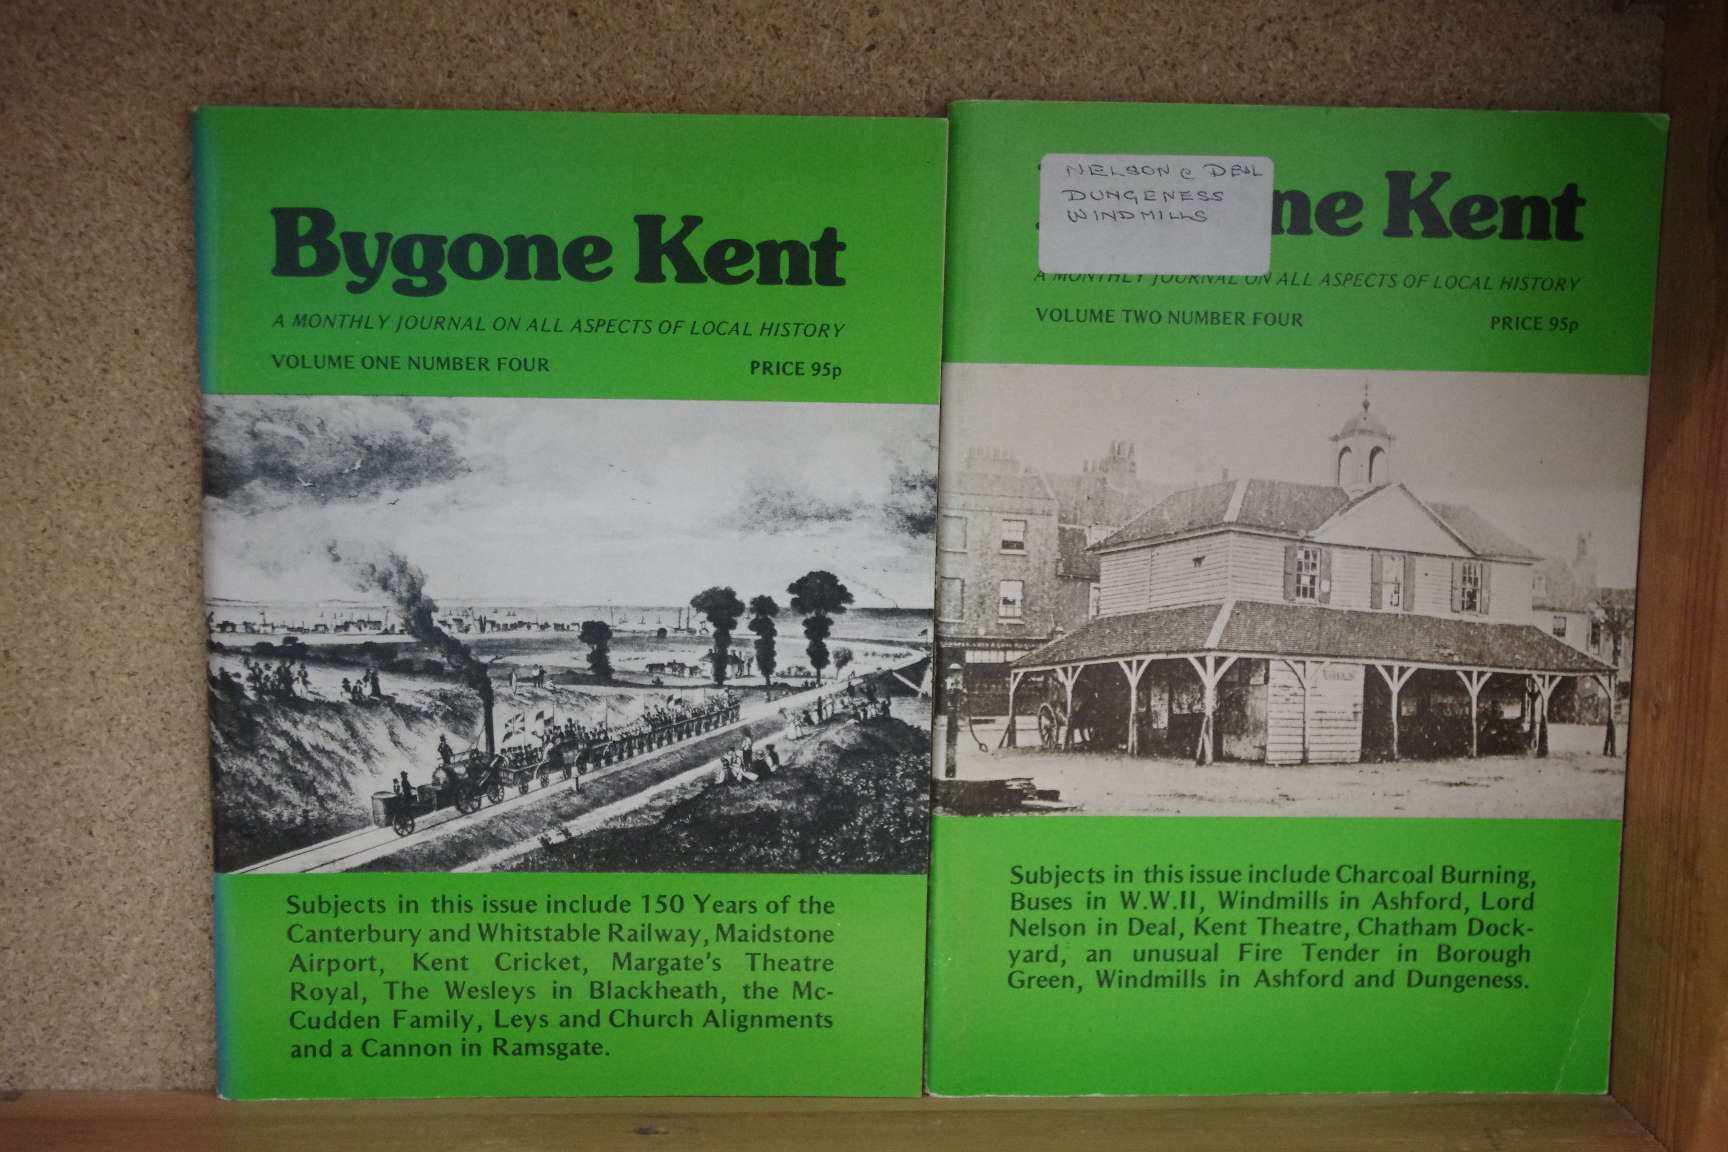 Bygone Kent
A MONTHLY JOURNAL ON ALL ASPECTS OF LOCAL HISTORY
VOLUME ONE NUMBER FOUR PRICE 95p
Subjects in this issue include 150 Years of the
Canterbury and Whitstable Railway, Maidstone
Airport, Kent Cricket, Margate's Theatre
Royal, The Wesleys in Blackheath, the Mc-
Cudden Family, Leys and Church Alignments
and a Cannon in Ramsgate.
NELSON @ DEAL
DUNGENESS
WINDMILLS
ne Kent
A MONTHLY JOURNAL ON ALL ASPECTS OF LOCAL HISTORY
VOLUME TWO NUMBER FOUR PRICE 95p
Subjects in this issue include Charcoal Burning,
Buses in W.W.II, Windmills in Ashford, Lord
Nelson in Deal, Kent Theatre, Chatham Dock-
yard, an unusual Fire Tender in Borough
Green, Windmills in Ashford and Dungeness.